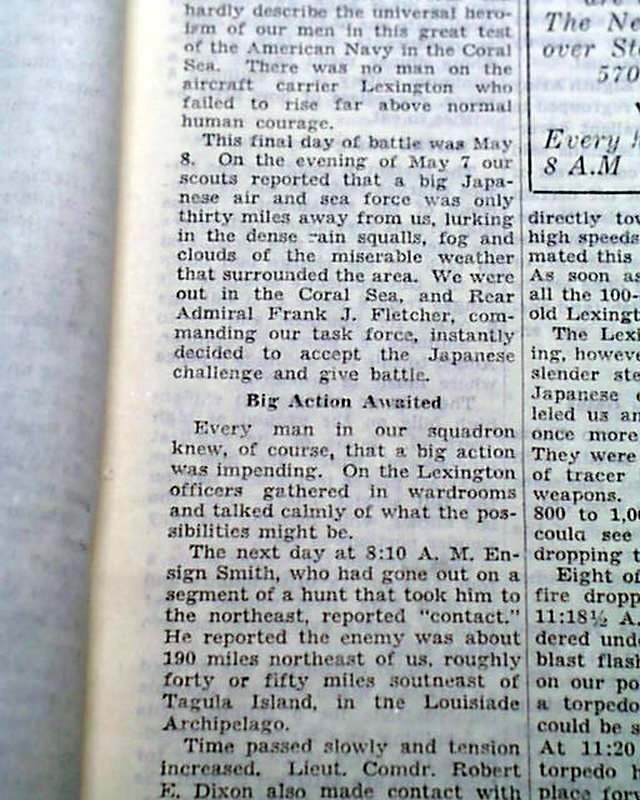 hardly describe the universal hero-
ism of our men in this great test
of the American Navy in the Coral
Sea. There was no man on the
aircraft carrier Lexington who
failed to rise far above normal
human courage.
This final day of battle was May
8. On the evening of May 7 our
scouts reported that a big Japa-
nese air and sea force was only
thirty miles away from us, lurking
in the dense rain squalls, fog and
clouds of the miserable weather
that surrounded the area. We were
out in the Coral Sea, and Rear
Admiral Frank J. Fletcher, com-
manding our task force, instantly
decided to accept the Japanese
challenge and give battle.
Big Action Awaited
Every man in our squadron
knew, of course, that a big action
was impending. On the Lexington
officers gathered in wardrooms
and talked calmly of what the pos-
sibilities might be.
The next day at 8:10 A. M. En-
sign Smith, who had gone out on a
segment of a hunt that took him to
the northeast, reported "contact."
He reported the enemy was about
190 miles northeast of us, roughly
forty or fifty miles soutneast of
Tagula Island, in tne Louisiade
Archipelago.
Time passed slowly and tension
increased. Lieut. Comdr. Robert
E. Dixon also made contact with
The Ne
over St
570
Every
8 A.M
directly tow
high speeds
mated this
As soon as
all the 100-
old Lexingt
The Lexi
ing, howeve
slender ste
Japanese
leled us an
once more
They were
of tracer
weapons.
800 to 1,00
could see
dropping t
Eight of
fire dropp
11:18½ A.
dered und
blast flash
on our po
a torpedo
could be s
At 11:20
torpedo h
place forv